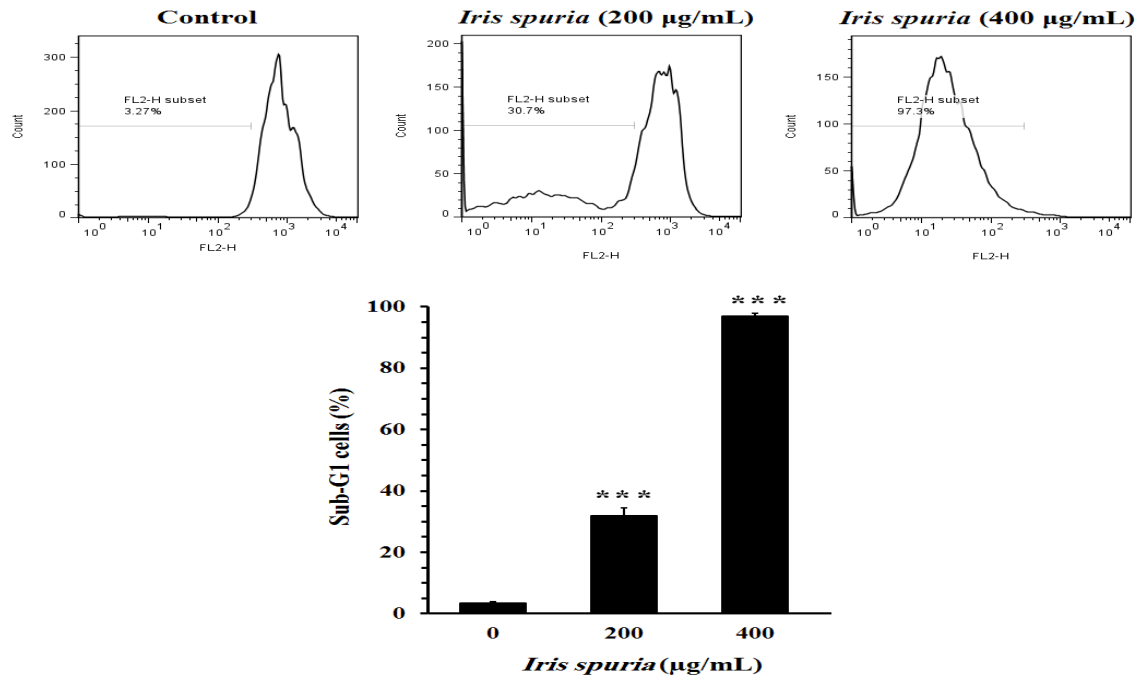 Control
300
200
100
0
Count
FL2-H subset
3.27%
10^0 10^1 10^2 10^3 10^4
FL2-H
Iris spuria (200 µg/mL)
200
150
100
50
0
Count
FL2-H subset
30.7%
10^0 10^1 10^2 10^3 10^4
FL2-H
Iris spuria (400 µg/mL)
150
100
50
0
Count
FL2-H subset
97.3%
10^0 10^1 10^2 10^3 10^4
FL2-H
Sub-G1 cells (%)
100
80
60
40
20
0
***
***
0 200 400
Iris spuria (µg/mL)